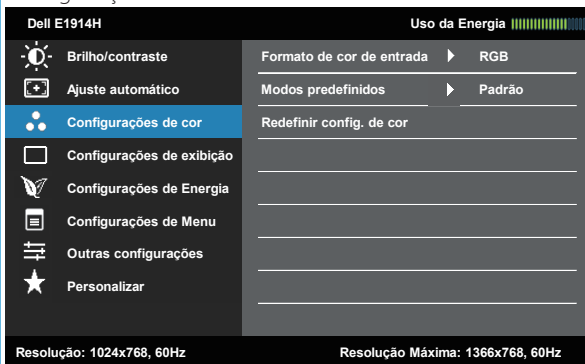 Dell E1914H Uso da Energia
Brilho/contraste Formato de cor de entrada RGB
Ajuste automático Modos predefinidos Padrão
Configurações de cor Redefinir config. de cor
Configurações de exibição
Configurações de Energia
Configurações de Menu
Outras configurações
Personalizar
Resolução: 1024x768, 60Hz Resolução Máxima: 1366x768, 60Hz